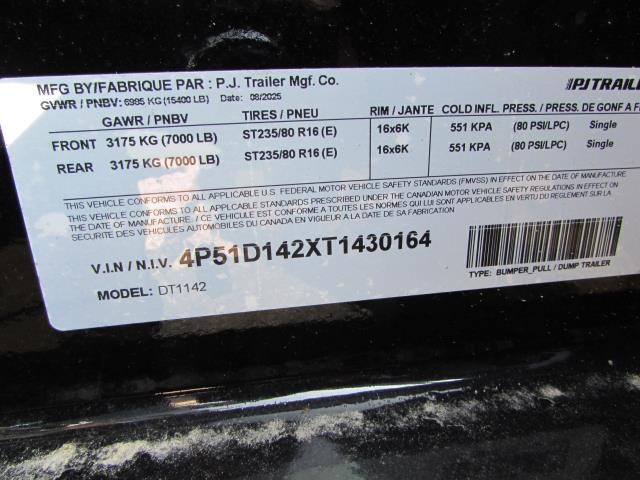 MFG BY/FABRIQUE PAR : P.J. Trailer Mfg. Co.
PJTRAILE
GVWR / PNBV: 6985 KG (15400 LB) Date: 08/2025
GAWR / PNBV TIRES / PNEU RIM / JANTE COLD INFL. PRESS. / PRESS. DE GONF A F
FRONT 3175 KG (7000 LB) ST235/80 R16 (E) 16x6K 551 KPA (80 PSI/LPC) Single
REAR 3175 KG (7000 LB) ST235/80 R16 (E) 16x6K 551 KPA (80 PSI/LPC) Single
THIS VEHICLE CONFORMS TO ALL APPLICABLE U.S. FEDERAL MOTOR VEHICLE SAFETY STANDARDS (FMVSS) IN EFFECT ON THE DATE OF MANUFACTURE.
THIS VEHICLE CONFORMS TO ALL APPLICABLE STANDARDS PRESCRIBED UNDER THE CANADIAN MOTOR VEHICLE SAFETY REGULATIONS IN EFFECT ON
THE DATE OF MANUFACTURE. / CE VEHICULE EST CONFORME A TOUTES LES NORMES QUI LUI SONT APPLICABLES EN VERTU DU REGLEMENT SUR LE
SECURITE DES VEHICULES AUTOMOBILES DU CANADA EN VIGUEUR A LA DATE DE SA FABRICATION
V.I.N / N.I.V. 4P51D142XT1430164
MODEL: DT1142
TYPE: BUMPER_PULL / DUMP TRAILER